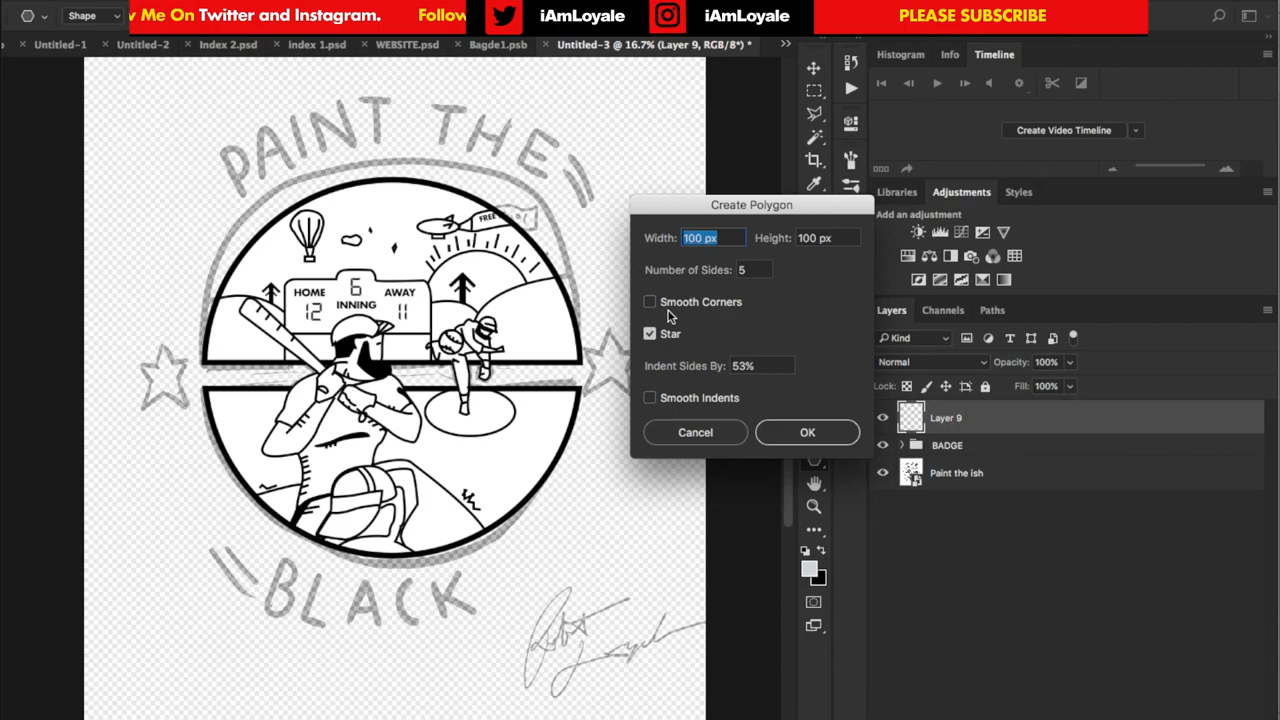 Shape
w Me On Twitter and Instagram.
Follow
iAmLoyale
iAmLoyale
PLEASE SUBSCRIBE
Untitled-1
Untitled-2
Index 2.psd
index 1.psd
WEBSITE.psd
Bagde1.psb
Untitled-3 @ 16.7% (Layer 9, RGB/8*) *
Histogram
Info
Timeline
Create Video Timeline
Libraries
Adjustments
Styles
Add an adjustment
PAINT THE
FREE
HOME
6
AWAY
12
INNING
11
BLACK
Create Polygon
Width: 100 px
Height: 100 px
Number of Sides: 5
Smooth Corners
Star
Indent Sides By: 53%
Smooth Indents
Cancel
OK
Layers
Channels
Paths
Kind
Normal
Opacity: 100%
Lock:
Fill: 100%
Layer 9
BADGE
Paint the ish